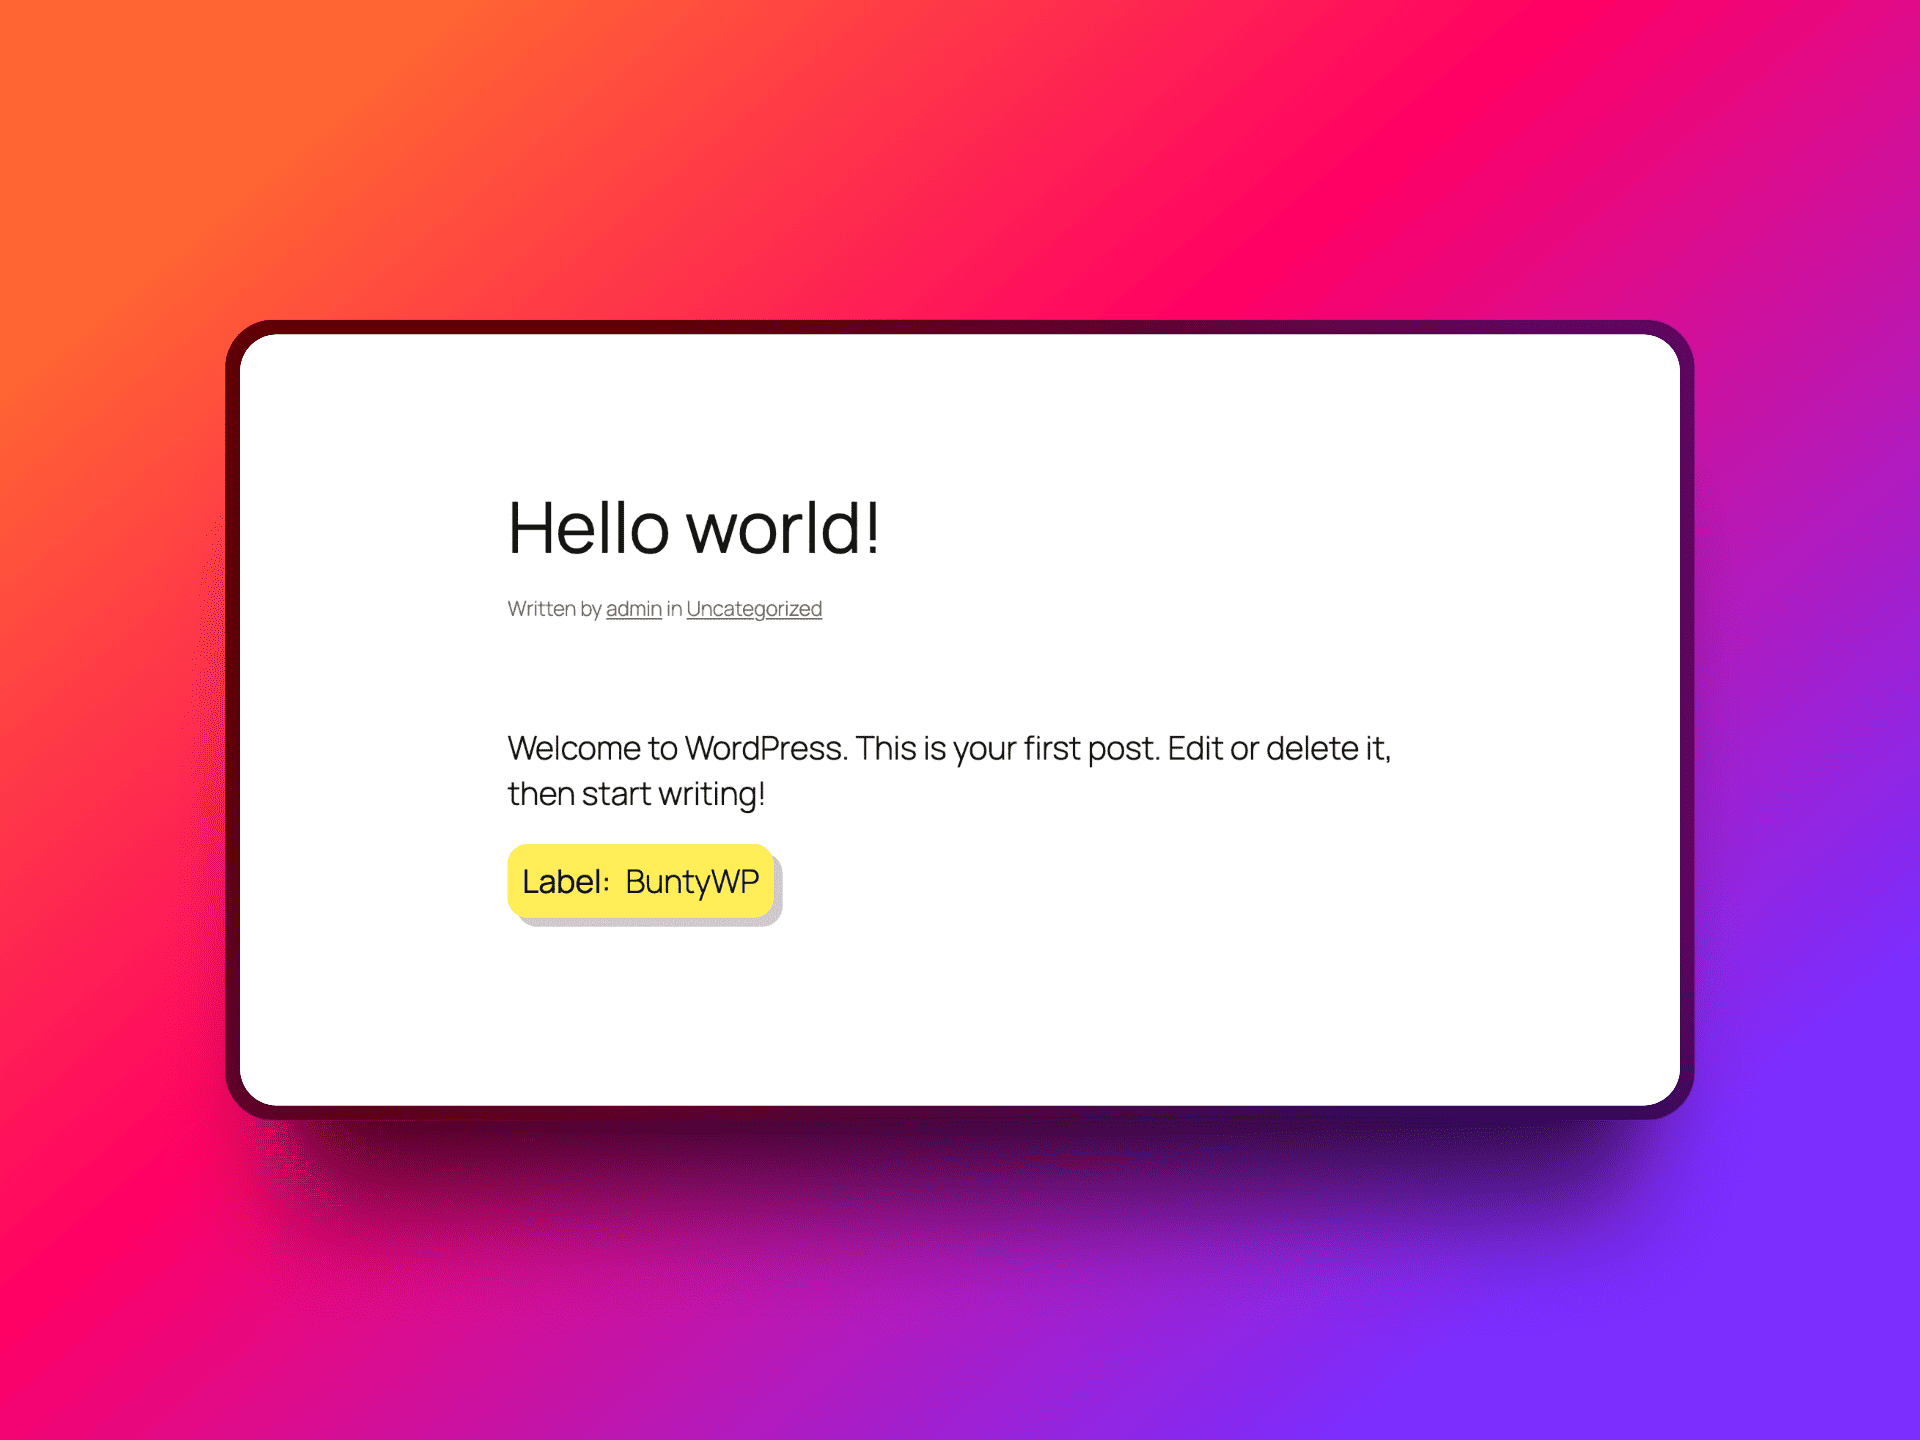 Hello world!
Written by admin in Uncategorized
Welcome to WordPress. This is your first post. Edit or delete it,
then start writing!
Label: BuntyWP